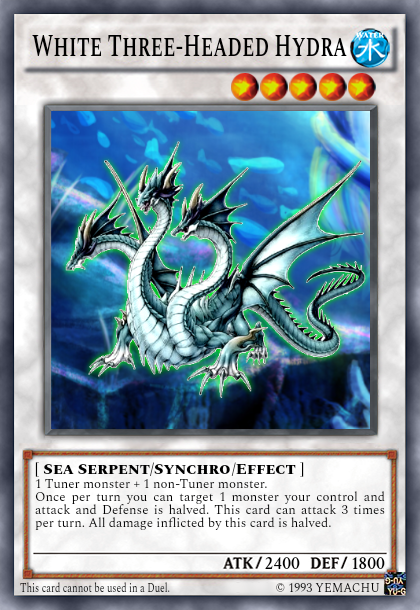 WHITE THREE-HEADED HYDRA
WATER
水
[ SEA SERPENT/SYNCHRO/EFFECT ]
1 Tuner monster + 1 non-Tuner monster.
Once per turn you can target 1 monster your control and
attack and Defense is halved. This card can attack 3 times
per turn. All damage inflicted by this card is halved.
ATK/ 2400 DEF/ 1800
This card cannot be used in a Duel.
© 1993 YEMACHU
YU-G